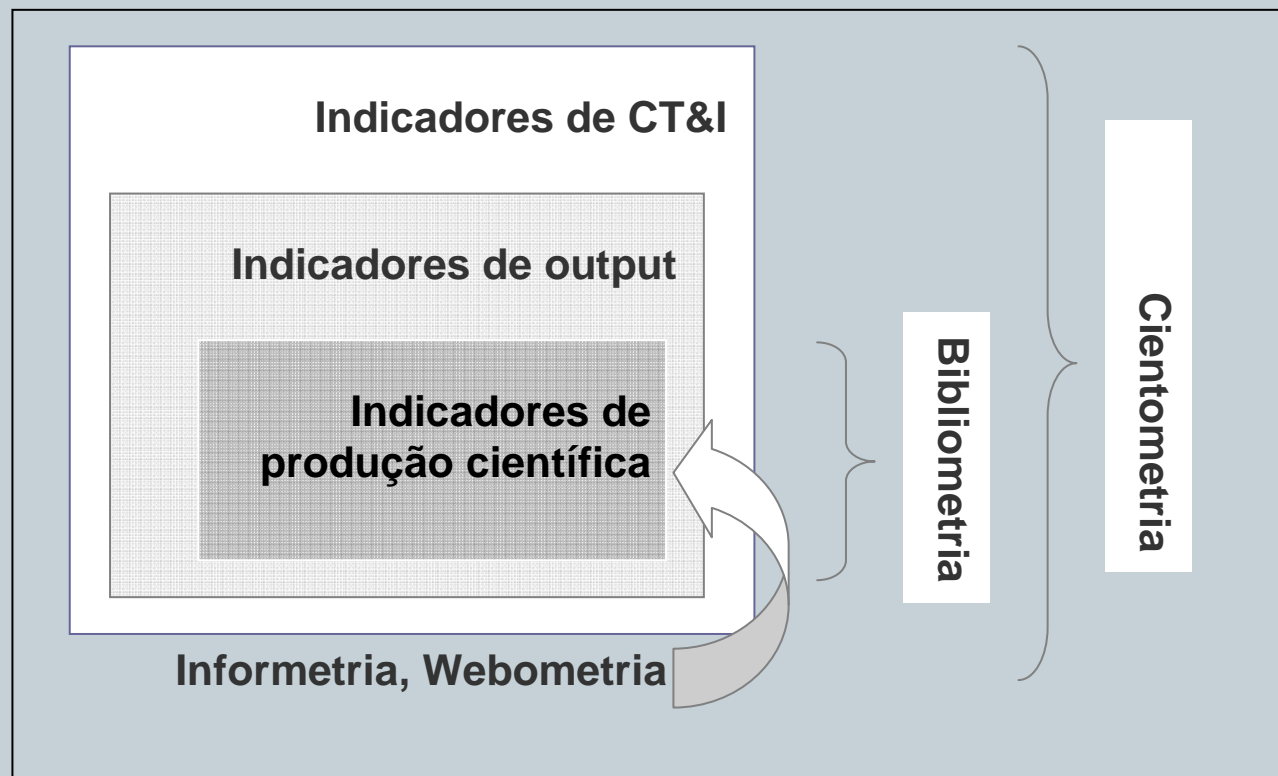 Indicadores de CT&I
Indicadores de output
Indicadores de
produção científica
Informetria, Webometria
Bibliometria
Cientometria